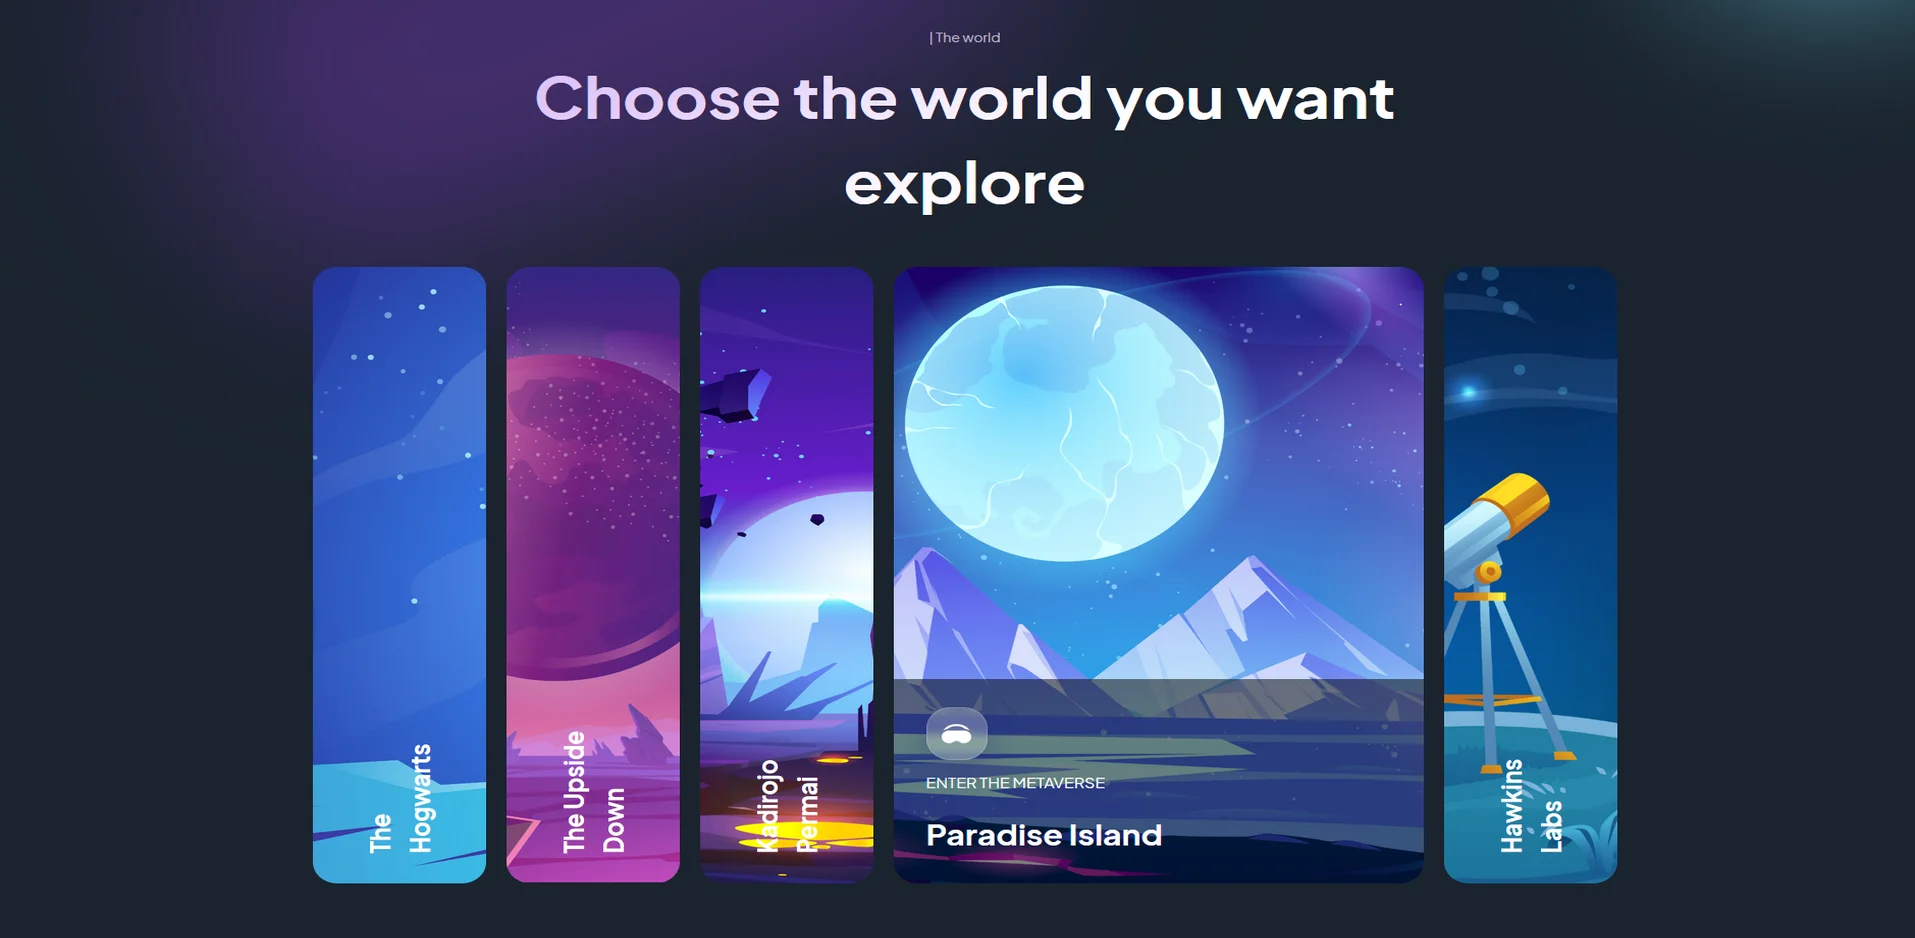 | The world
Choose the world you want
explore
The
Hogwarts
The Upside
Down
Kadirojo
Permai
ENTER THE METAVERSE
Paradise Island
Hawkins
Labs